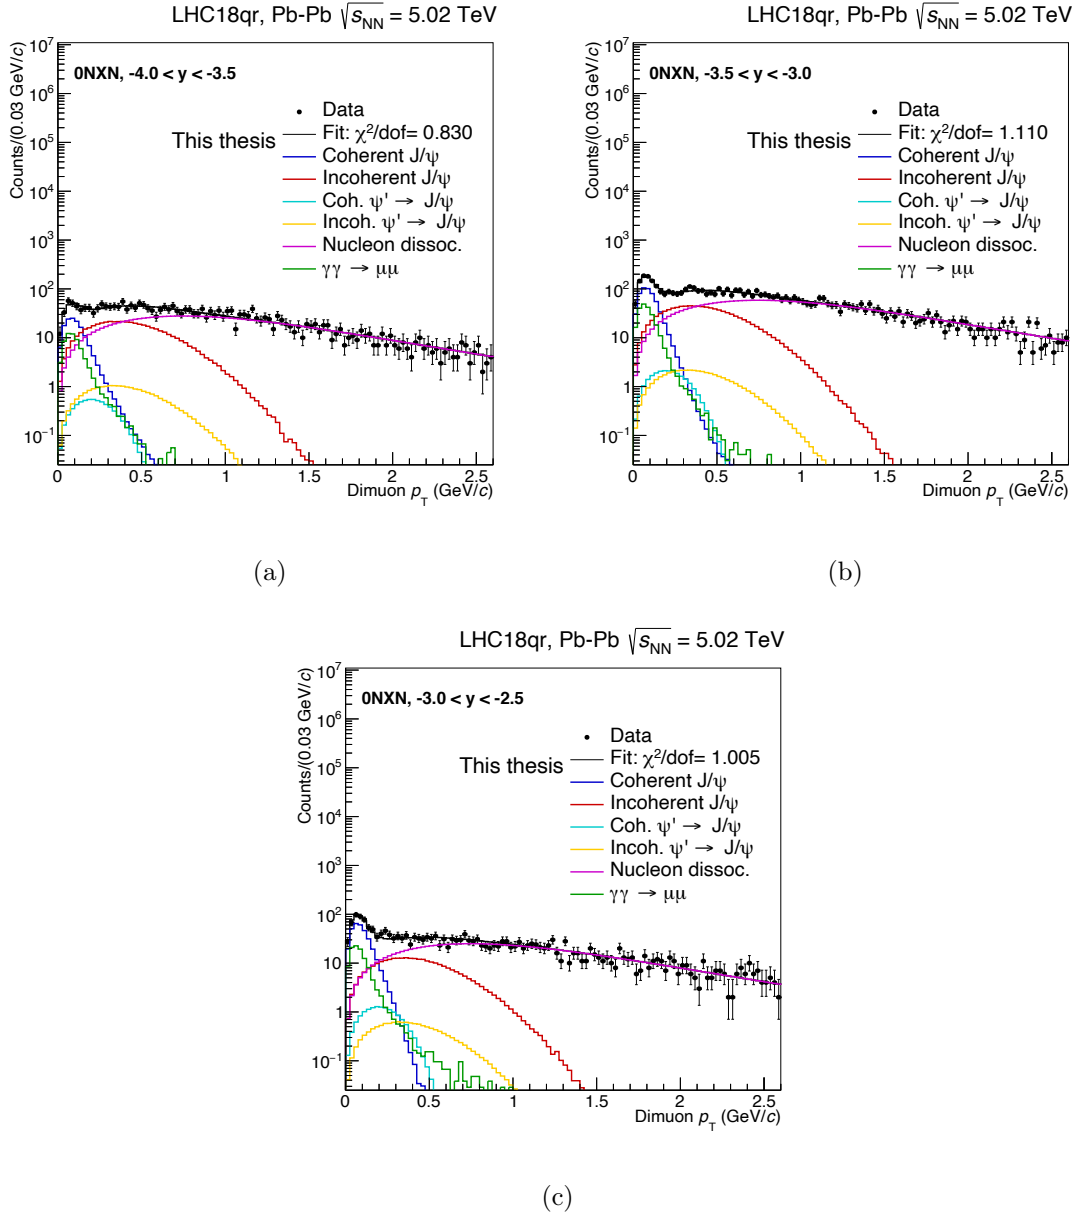 LHC18qr, Pb-Pb √sNN = 5.02 TeV
Counts/(0.03 GeV/c)
10⁷
10⁶
10⁵
10⁴
10³
10²
10
1
10⁻¹
0NXN, -4.0 < y < -3.5
This thesis
Data
Fit: χ²/dof= 0.830
Coherent J/ψ
Incoherent J/ψ
Coh. ψ' → J/ψ
Incoh. ψ' → J/ψ
Nucleon dissoc.
γγ → μμ
0 0.5 1 1.5 2 2.5
Dimuon pT (GeV/c)
(a)
LHC18qr, Pb-Pb √sNN = 5.02 TeV
Counts/(0.03 GeV/c)
10⁷
10⁶
10⁵
10⁴
10³
10²
10
1
10⁻¹
0NXN, -3.5 < y < -3.0
This thesis
Data
Fit: χ²/dof= 1.110
Coherent J/ψ
Incoherent J/ψ
Coh. ψ' → J/ψ
Incoh. ψ' → J/ψ
Nucleon dissoc.
γγ → μμ
0 0.5 1 1.5 2 2.5
Dimuon pT (GeV/c)
(b)
LHC18qr, Pb-Pb √sNN = 5.02 TeV
Counts/(0.03 GeV/c)
10⁷
10⁶
10⁵
10⁴
10³
10²
10
1
10⁻¹
0NXN, -3.0 < y < -2.5
This thesis
Data
Fit: χ²/dof= 1.005
Coherent J/ψ
Incoherent J/ψ
Coh. ψ' → J/ψ
Incoh. ψ' → J/ψ
Nucleon dissoc.
γγ → μμ
0 0.5 1 1.5 2 2.5
Dimuon pT (GeV/c)
(c)